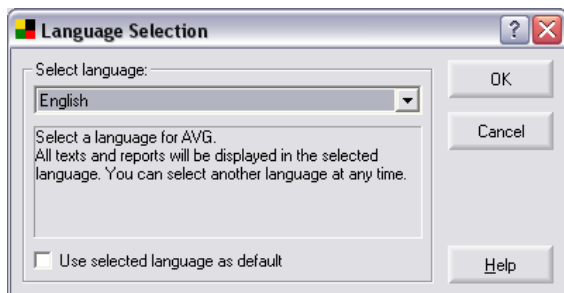 Language Selection
Select language:
English
Select a language for AVG.
All texts and reports will be displayed in the selected
language. You can select another language at any time.
Use selected language as default
OK
Cancel
Help